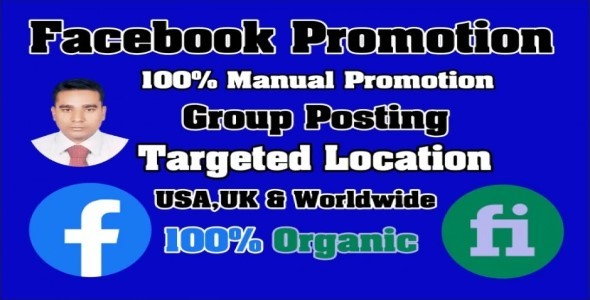 Facebook Promotion
100% Manual Promotion
Group Posting
Targeted Location
USA,UK & Worldwide
100% Organic
f
fi